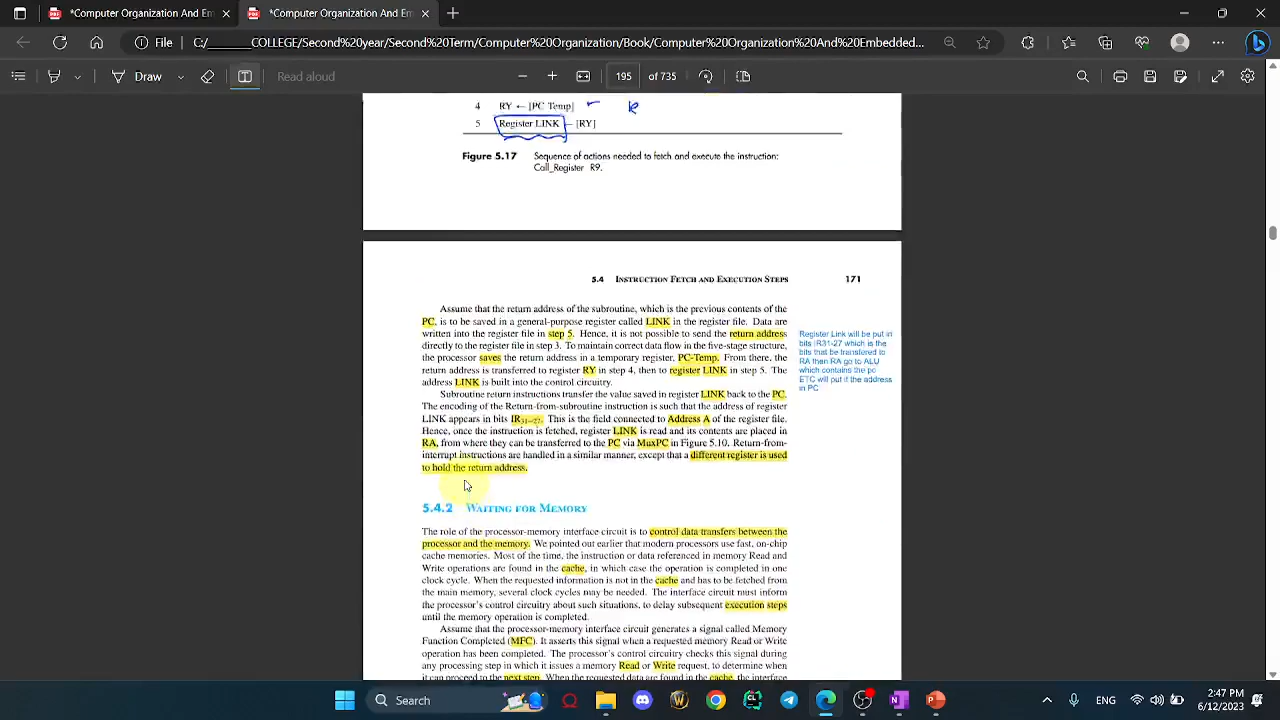 *Computer Organization and Em
*Computer Organization and Em
File
C:/
COLLEGE/Second Year/Second
/Computer Organization and Architecture/*Computer%20Organization%20and%20Embedded...
Draw
Read aloud
195
of 735
4 RY ← [PC Temp]
5 Register LINK ← [RY]
Figure 5.17 Sequence of actions needed to fetch and execute the instruction:
Call_Register R9.
5.4 Instruction Fetch and Execution Steps 171
Assume that the return address of the subroutine, which is the previous contents of the
PC, is to be saved in a general-purpose register called LINK in the register file. Data are
written into the register file in step 5. Hence, it is not possible to send the return address
directly to the register file in step 3. To maintain correct data flow in the five-stage structure,
the processor saves the return address in a temporary register, PC-Temp. From there, the
return address is transferred to register RY in step 4, then to register LINK in step 5. The
address LINK is built into the control circuitry.
Subroutine return instructions transfer the value saved in register LINK back to the PC.
The encoding of the Return-from-subroutine instruction is such that the address of register
LINK appears in bits IR31−27. This is the field connected to Address A of the register file.
Hence, once the instruction is fetched, register LINK is read and its contents are placed in
RA, from where they can be transferred to the PC via MuxPC in Figure 5.10. Return-from-
interrupt instructions are handled in a similar manner, except that a different register is used
to hold the return address.
Register Link will be put in
bits IR31-27 which is the
bits that be transferred to
RA than RA go to ALU
which contains the pc
ETC will put if the address
in PC
5.4.2 Waiting for Memory
The role of the processor-memory interface circuit is to control data transfers between the
processor and the memory. We pointed out earlier that modern processors use fast, on-chip
cache memories. Most of the time, the instruction or data referenced in memory Read and
Write operations are found in the cache, in which case the operation is completed in one
clock cycle. When the requested information is not in the cache and has to be fetched from
the main memory, several clock cycles may be needed. The interface circuit must inform
the processor's control circuitry about such situations, to delay subsequent execution steps
until the memory operation is completed.
Assume that the processor-memory interface circuit generates a signal called Memory
Function Completed (MFC). It asserts this signal when a requested memory Read or Write
operation has been completed. The processor's control circuitry checks this signal during
any processing step in which it issues a memory Read or Write request, to determine when
it can proceed to the next step. When the requested data are found in the cache, the interface
Search
2:40 PM
6/12/2023